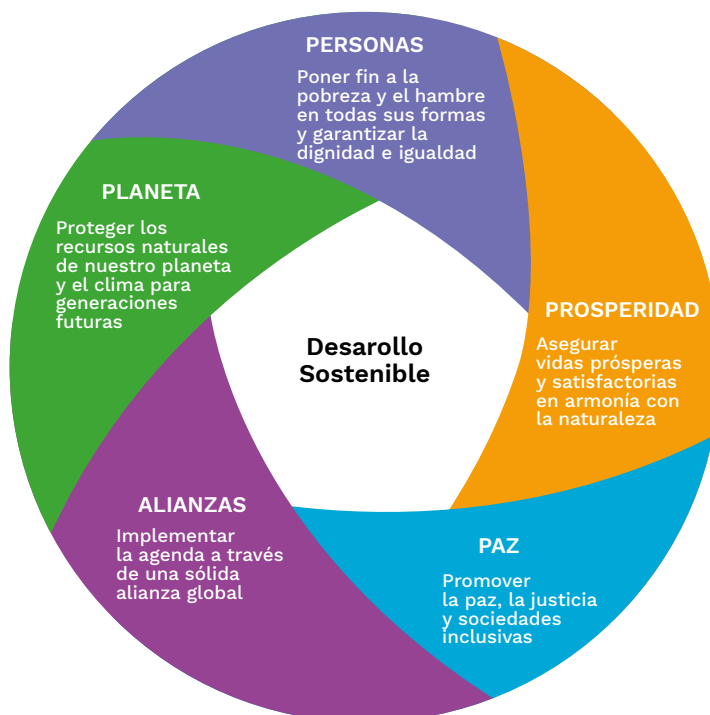 PERSONAS
Poner fin a la
pobreza y el hambre
en todas sus formas
y garantizar la
dignidad e igualdad
PLANETA
Proteger los
recursos naturales
de nuestro planeta
y el clima para
generaciones
futuras
PROSPERIDAD
Asegurar
vidas prósperas
y satisfactorias
en armonía con
la naturaleza
Desarollo
Sostenible
ALIANZAS
Implementar
la agenda a través
de una sólida
alianza global
PAZ
Promover
la paz, la justicia
y sociedades
inclusivas